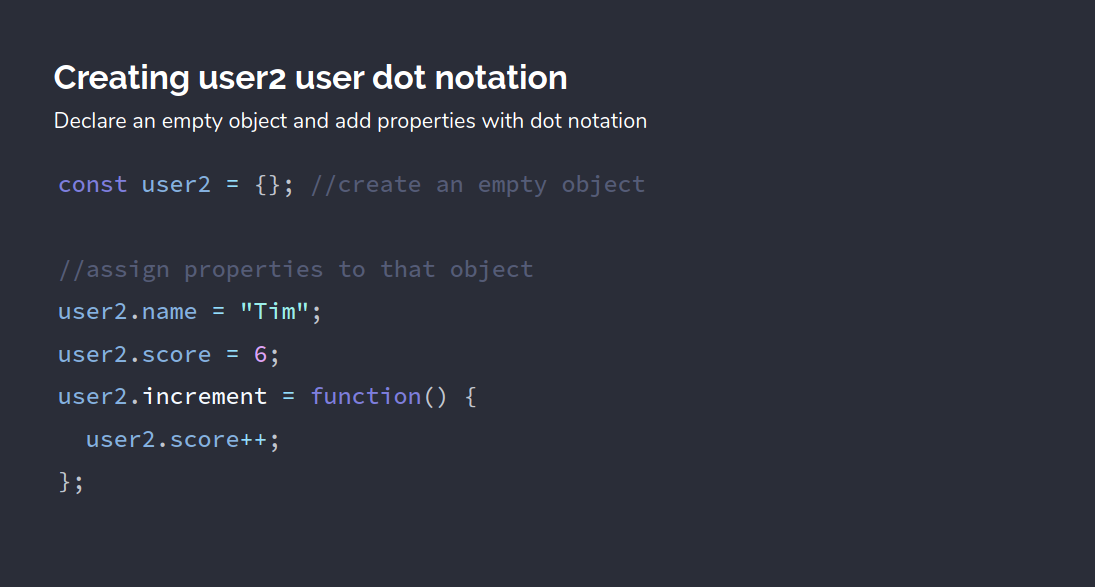 Creating user2 user dot notation
Declare an empty object and add properties with dot notation
const user2 = {}; //create an empty object
//assign properties to that object
user2.name = "Tim";
user2.score = 6;
user2.increment = function() {
  user2.score++;
};